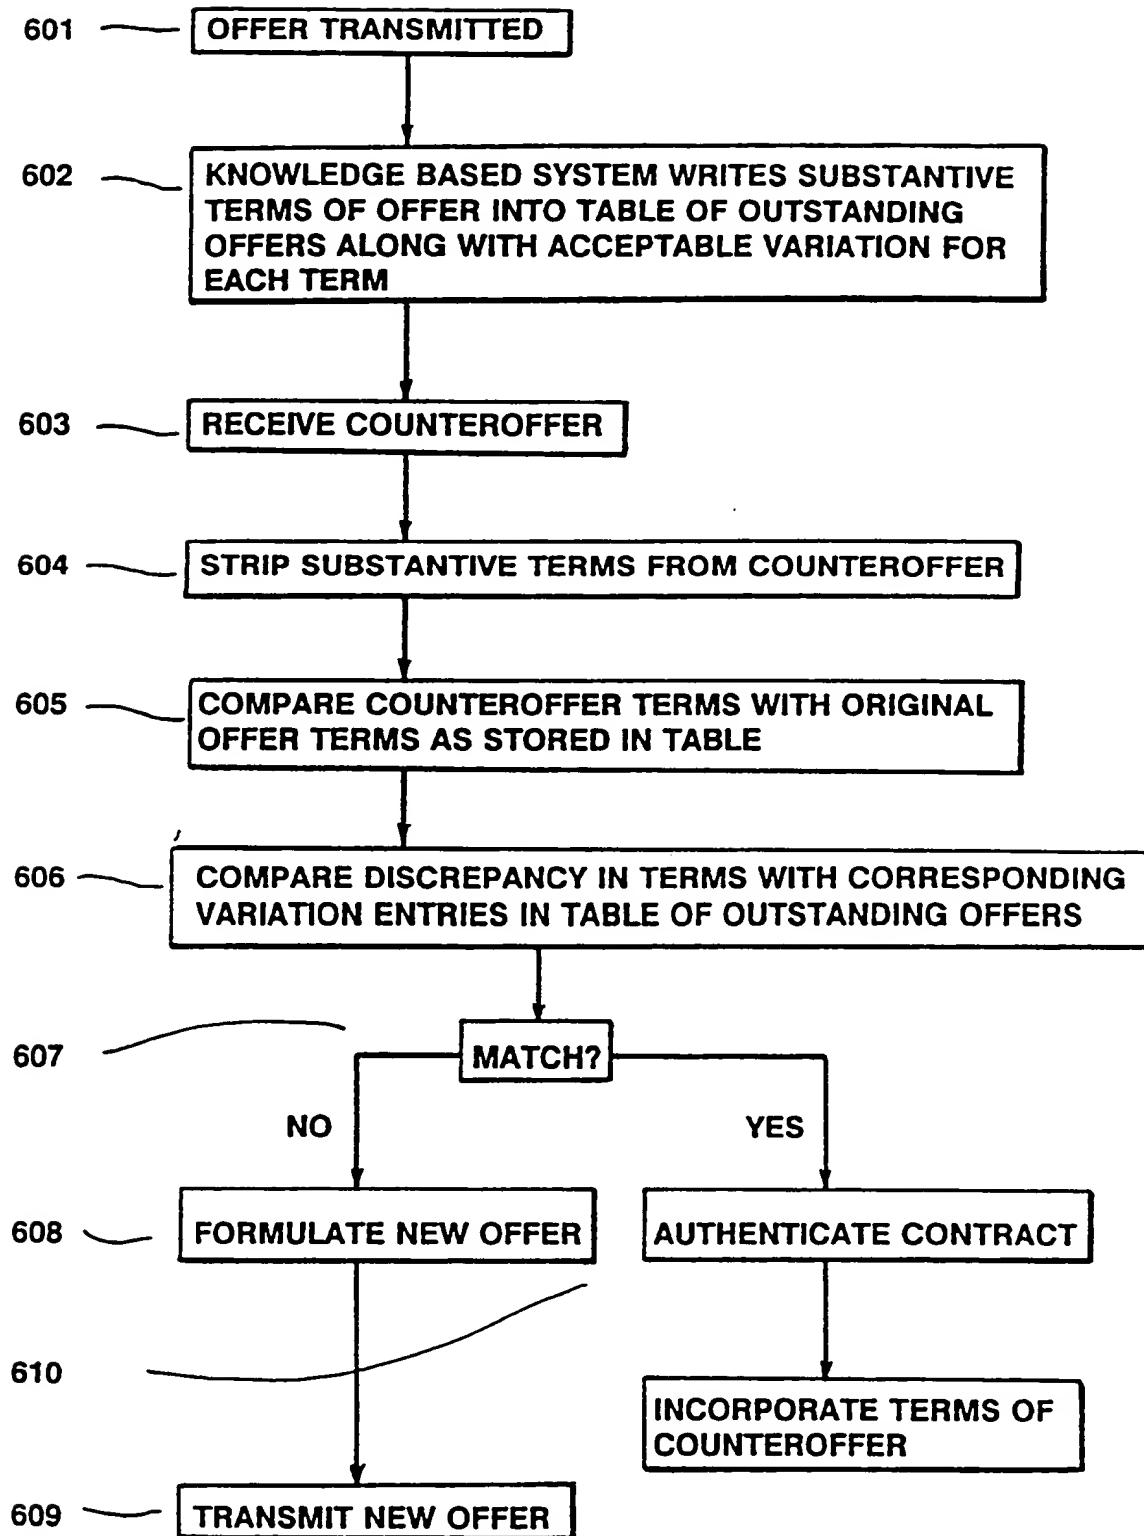 601 OFFER TRANSMITTED
602 KNOWLEDGE BASED SYSTEM WRITES SUBSTANTIVE
TERMS OF OFFER INTO TABLE OF OUTSTANDING
OFFERS ALONG WITH ACCEPTABLE VARIATION FOR
EACH TERM
603 RECEIVE COUNTEROFFER
604 STRIP SUBSTANTIVE TERMS FROM COUNTEROFFER
605 COMPARE COUNTEROFFER TERMS WITH ORIGINAL
OFFER TERMS AS STORED IN TABLE
606 COMPARE DISCREPANCY IN TERMS WITH CORRESPONDING
VARIATION ENTRIES IN TABLE OF OUTSTANDING OFFERS
607 MATCH?
NO YES
608 FORMULATE NEW OFFER AUTHENTICATE CONTRACT
610
INCORPORATE TERMS OF
COUNTEROFFER
609 TRANSMIT NEW OFFER